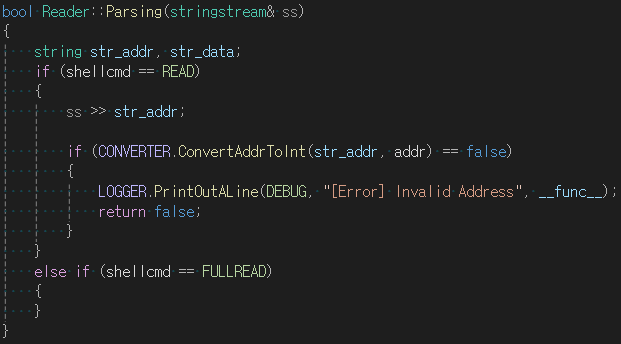 bool Reader::Parsing(stringstream& ss)
{
    string str_addr, str_data;
    if (shellcmd == READ)
    {
        ss >> str_addr;

        if (CONVERTER.ConvertAddrToInt(str_addr, addr) == false)
        {
            LOGGER.PrintOutALine(DEBUG, "[Error] Invalid Address", __func__);
            return false;
        }
    }
    else if (shellcmd == FULLREAD)
    {
    }
}